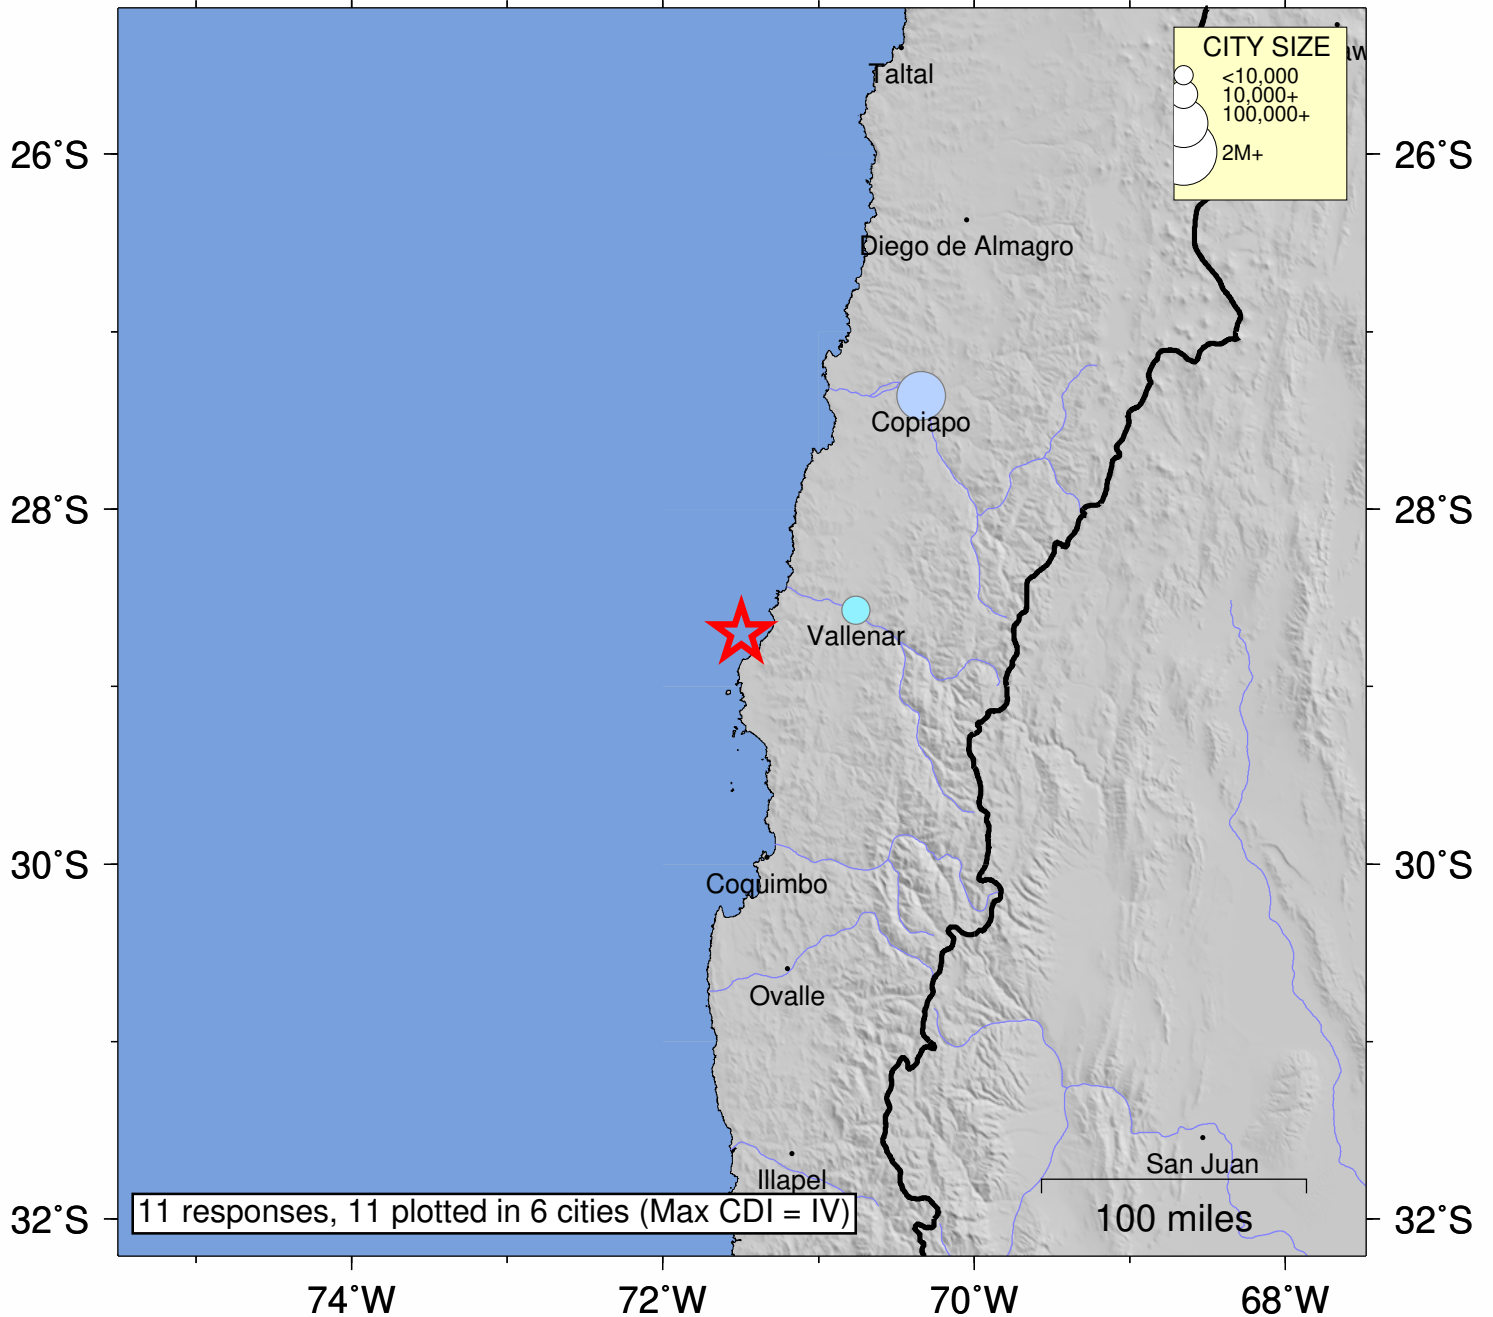 CITY SIZE
<10,000
10,000+
100,000+
2M+
Taltal
26°S
26°S
Diego de Almagro
Copiapo
28°S
28°S
Vallenar
30°S
30°S
Coquimbo
Ovalle
San Juan
Illapel
11 responses, 11 plotted in 6 cities (Max CDI = IV)
100 miles
32°S
32°S
74°W
72°W
70°W
68°W